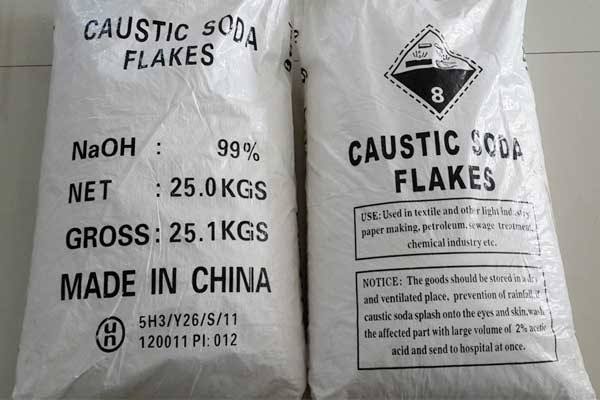 CAUSTIC SODA
FLAKES
NaOH : 99%
NET : 25.0KGS
GROSS: 25.1KGS
MADE IN CHINA
UN
5H3/Y26/S/11
120011 PI: 012
8
CAUSTIC SODA
FLAKES
USE: Used in textile and other light industry
paper making, petroleum, sewage treatment,
chemical industry etc.
NOTICE: The goods should be stored in a dry
and ventilated place, prevention of rainfall, if
caustic soda splash onto the eyes and skin, wash
the affected part with large volume of 2% acetic
acid and send to hospital at once.